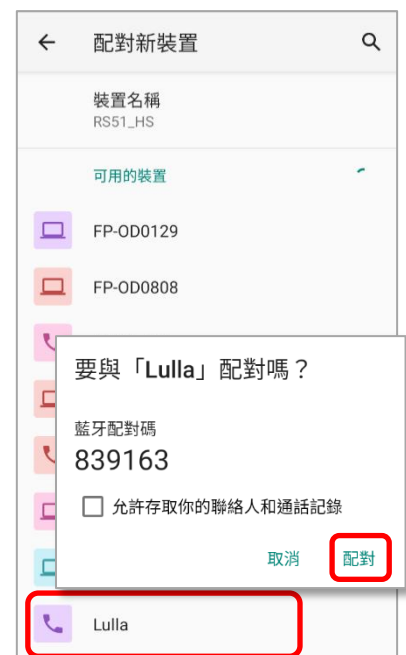 配對新裝置
裝置名稱
RS51_HS
可用的裝置
FP-OD0129
FP-OD0808
要與「Lulla」配對嗎？
藍牙配對碼
839163
允許存取你的聯絡人和通話記錄
取消 配對
Lulla